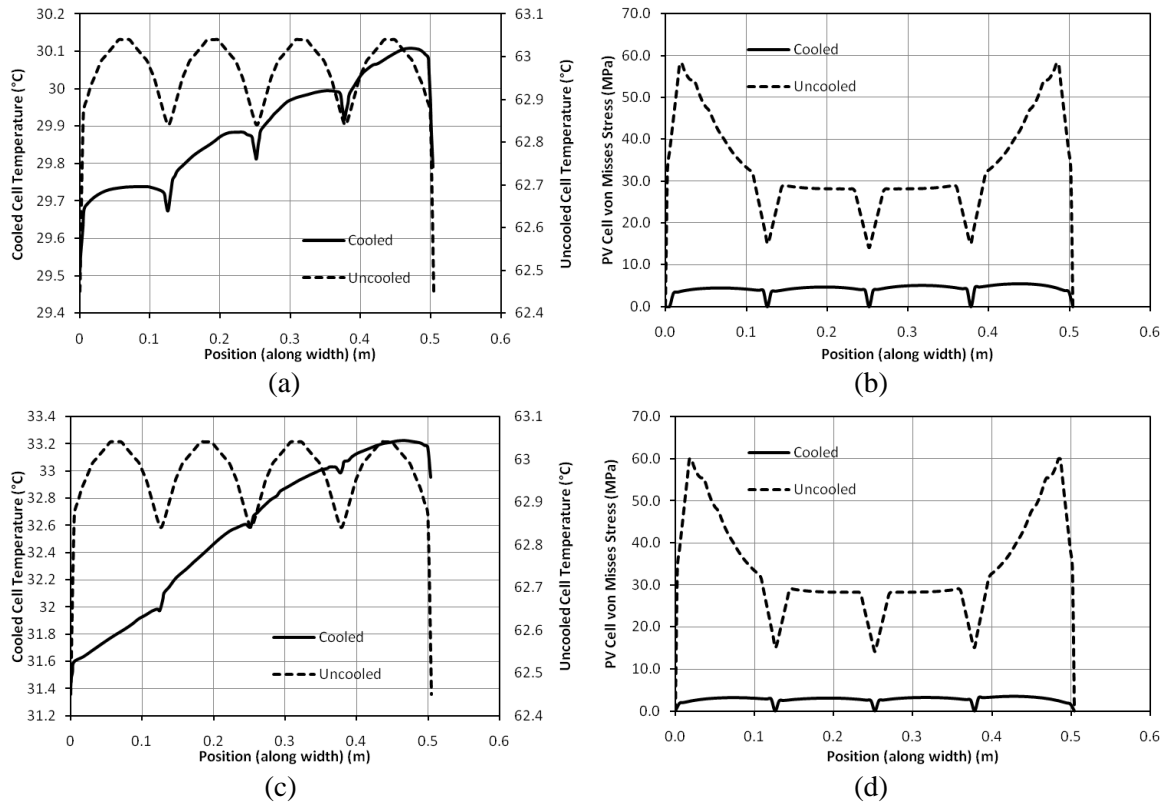 30.2
30.1
30
29.9
29.8
29.7
29.6
29.5
29.4
Cooled Cell Temperature (°C)
63.1
63
62.9
62.8
62.7
62.6
62.5
62.4
Uncooled Cell Temperature (°C)
Cooled
Uncooled
0 0.1 0.2 0.3 0.4 0.5 0.6
Position (along width) (m)
(a)
70.0
60.0
50.0
40.0
30.0
20.0
10.0
0.0
PV Cell von Misses Stress (MPa)
Cooled
Uncooled
0.0 0.1 0.2 0.3 0.4 0.5 0.6
Position (along width) (m)
(b)
33.4
33.2
33
32.8
32.6
32.4
32.2
32
31.8
31.6
31.4
31.2
Cooled Cell Temperature (°C)
63.1
63
62.9
62.8
62.7
62.6
62.5
62.4
Uncooled Cell Temperature (°C)
Cooled
Uncooled
0 0.1 0.2 0.3 0.4 0.5 0.6
Position (along width) (m)
(c)
70.0
60.0
50.0
40.0
30.0
20.0
10.0
0.0
PV Cell von Misses Stress (MPa)
Cooled
Uncooled
0.0 0.1 0.2 0.3 0.4 0.5 0.6
Position (along width) (m)
(d)